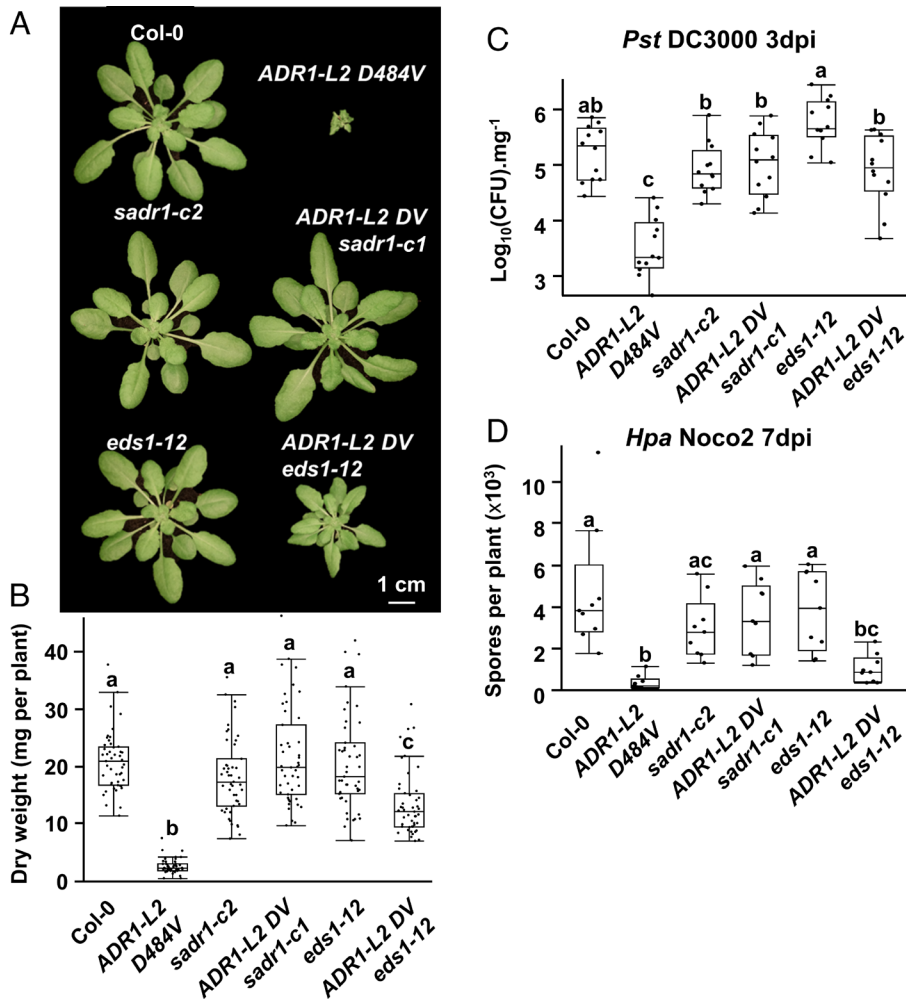 A
Col-0
ADR1-L2 D484V
sadr1-c2
ADR1-L2 DV
sadr1-c1
eds1-12
ADR1-L2 DV
eds1-12
1 cm
B
Dry weight (mg per plant)
40
30
20
10
0
a
b
a
a
a
c
Col-0
ADR1-L2
D484V
sadr1-c2
ADR1-L2 DV
sadr1-c1
eds1-12
ADR1-L2 DV
eds1-12
C
Pst DC3000 3dpi
Log₁₀(CFU).mg⁻¹
6
5
4
3
ab
c
b
b
a
b
Col-0
ADR1-L2
D484V
sadr1-c2
ADR1-L2 DV
sadr1-c1
eds1-12
ADR1-L2 DV
eds1-12
D
Hpa Noco2 7dpi
Spores per plant (x10³)
10
8
6
4
2
0
a
b
ac
a
a
bc
Col-0
ADR1-L2
D484V
sadr1-c2
ADR1-L2 DV
sadr1-c1
eds1-12
ADR1-L2 DV
eds1-12